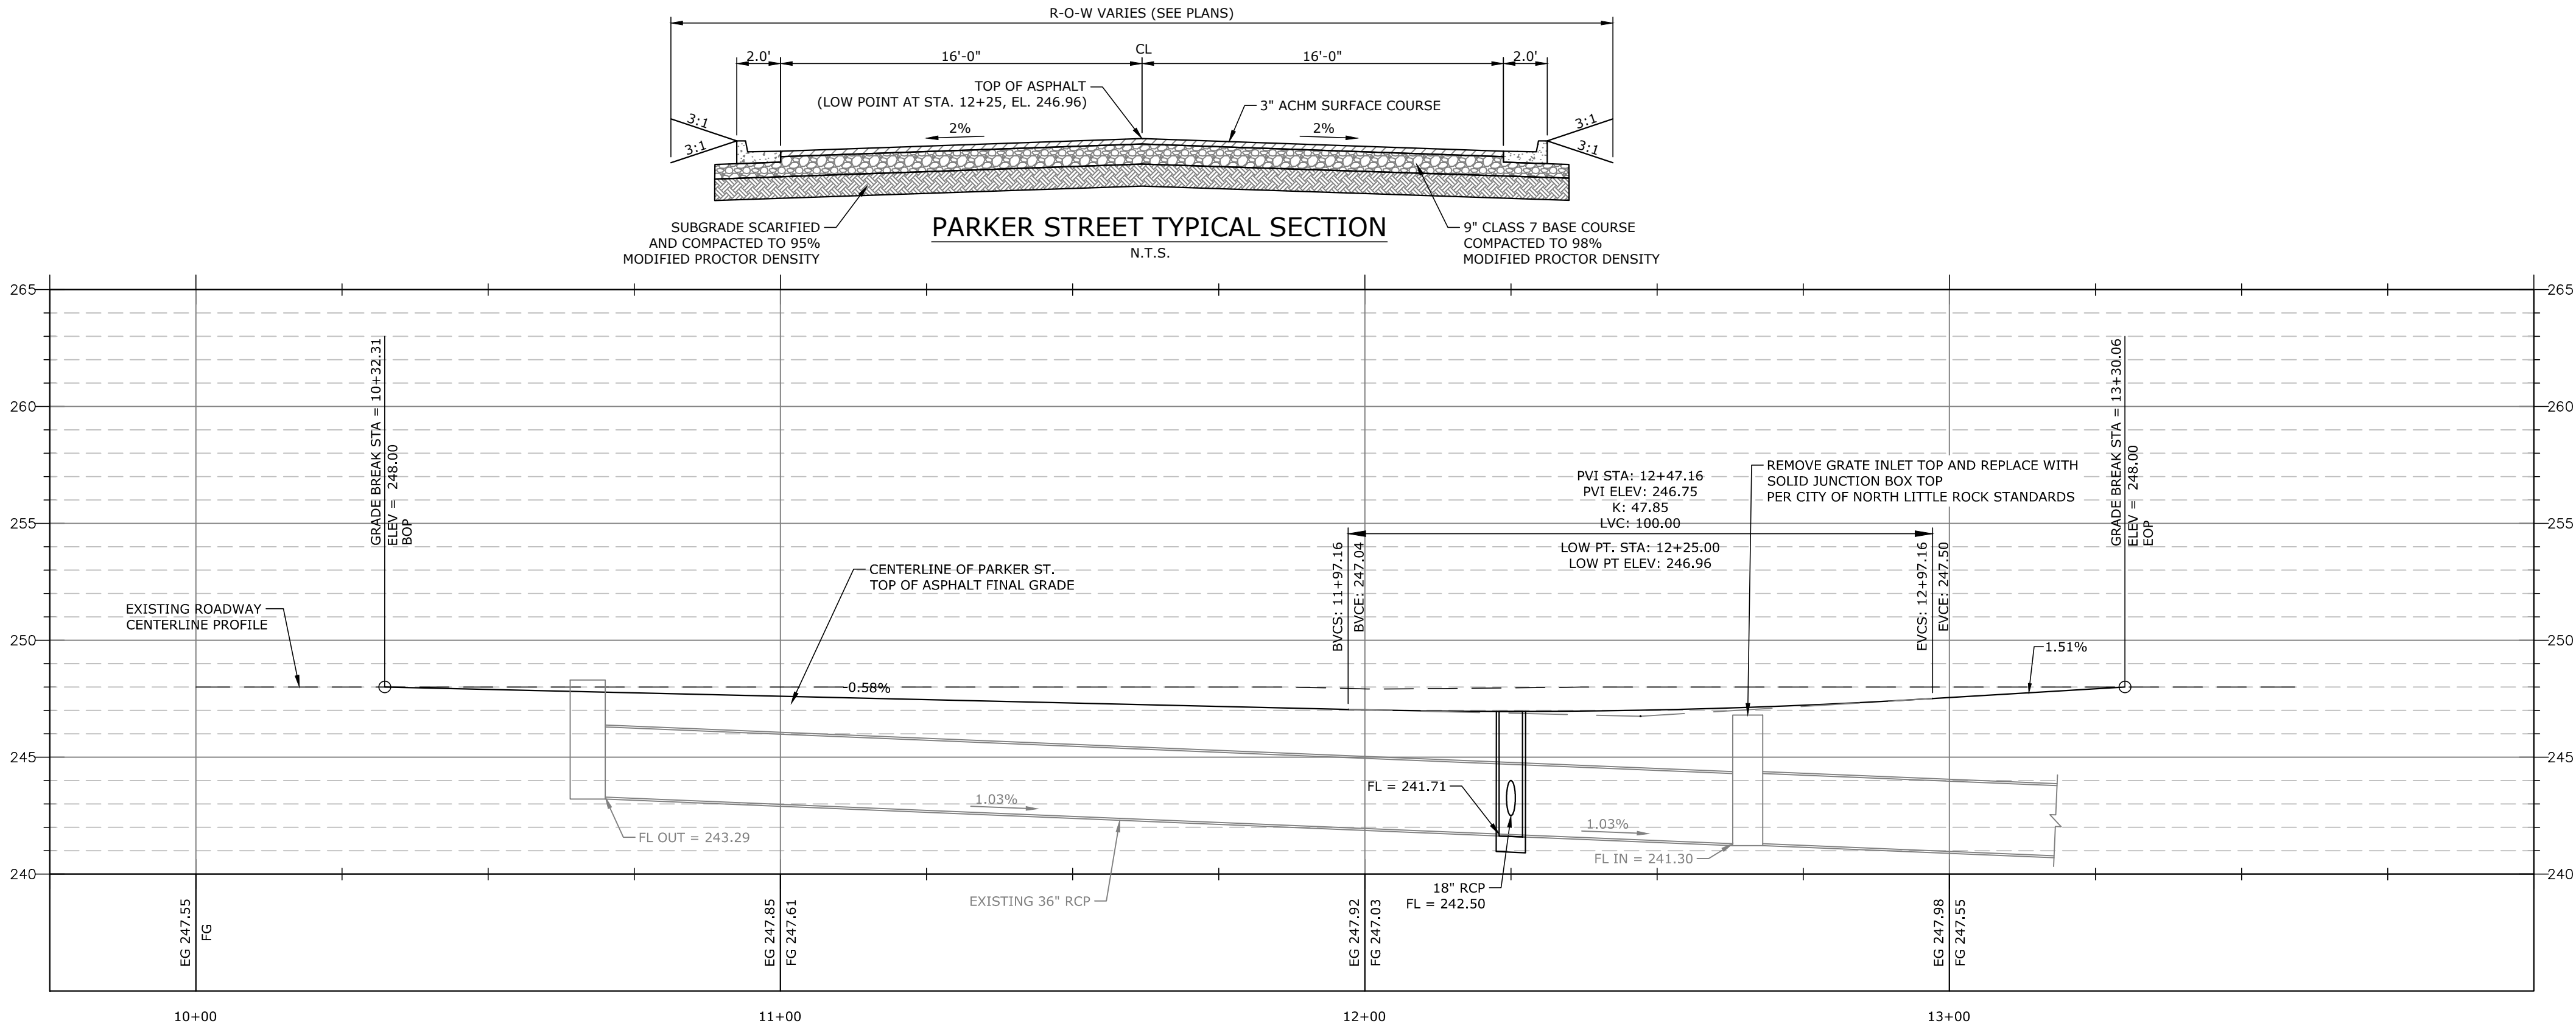 R-O-W VARIES (SEE PLANS)
2.0'
16'-0"
CL
16'-0"
2.0'
TOP OF ASPHALT
(LOW POINT AT STA. 12+25, EL. 246.96)
3" ACHM SURFACE COURSE
3:1
3:1
2%
2%
3:1
3:1
SUBGRADE SCARIFIED
AND COMPACTED TO 95%
MODIFIED PROCTOR DENSITY
PARKER STREET TYPICAL SECTION
N.T.S.
9" CLASS 7 BASE COURSE
COMPACTED TO 98%
MODIFIED PROCTOR DENSITY
265
265
260
260
255
255
250
250
245
245
240
240
GRADE BREAK STA = 10+32.31
ELEV = 248.00
BOP
EXISTING ROADWAY
CENTERLINE PROFILE
CENTERLINE OF PARKER ST.
TOP OF ASPHALT FINAL GRADE
-0.58%
PVI STA: 12+47.16
PVI ELEV: 246.75
K: 47.85
LVC: 100.00
LOW PT. STA: 12+25.00
LOW PT ELEV: 246.96
BVCS: 11+97.16
BVCE: 247.04
EVCS: 12+97.16
EVCE: 247.50
REMOVE GRATE INLET TOP AND REPLACE WITH
SOLID JUNCTION BOX TOP
PER CITY OF NORTH LITTLE ROCK STANDARDS
GRADE BREAK STA = 13+30.06
ELEV = 248.00
EOP
1.51%
FL OUT = 243.29
1.03%
EXISTING 36" RCP
FL = 241.71
18" RCP
FL = 242.50
1.03%
FL IN = 241.30
EG 247.55
FG
EG 247.85
FG 247.61
EG 247.92
FG 247.03
EG 247.98
FG 247.55
10+00
11+00
12+00
13+00